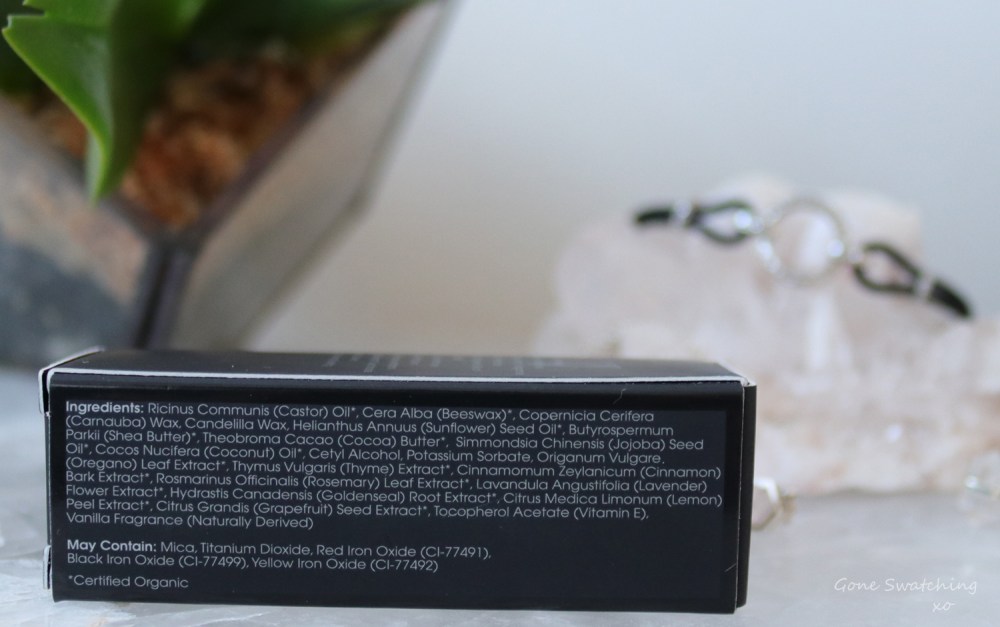 Ingredients: Ricinus Communis (Castor) Oil*, Cera Alba (Beeswax)*, Copernicia Cerifera
(Carnauba) Wax, Candelilla Wax, Helianthus Annuus (Sunflower) Seed Oil*, Butyrospermum
Parkii (Shea Butter)*, Theobroma Cacao (Cocoa) Butter*, Simmondsia Chinensis (Jojoba) Seed
Oil*, Cocos Nucifera (Coconut) Oil*, Cetyl Alcohol, Potassium Sorbate, Origanum Vulgare,
(Oregano) Leaf Extract*, Thymus Vulgaris (Thyme) Extract*, Cinnamomum Zeylanicum (Cinnamon)
Bark Extract*, Rosmarinus Officinalis (Rosemary) Leaf Extract*, Lavandula Angustifolia (Lavender)
Flower Extract*, Hydrastis Canadensis (Goldenseal) Root Extract*, Citrus Medica Limonum (Lemon)
Peel Extract*, Citrus Grandis (Grapefruit) Seed Extract*, Tocopherol Acetate (Vitamin E),
Vanilla Fragrance (Naturally Derived)
May Contain: Mica, Titanium Dioxide, Red Iron Oxide (CI-77491),
Black Iron Oxide (CI-77499), Yellow Iron Oxide (CI-77492)
*Certified Organic
Gone Swatching
xo